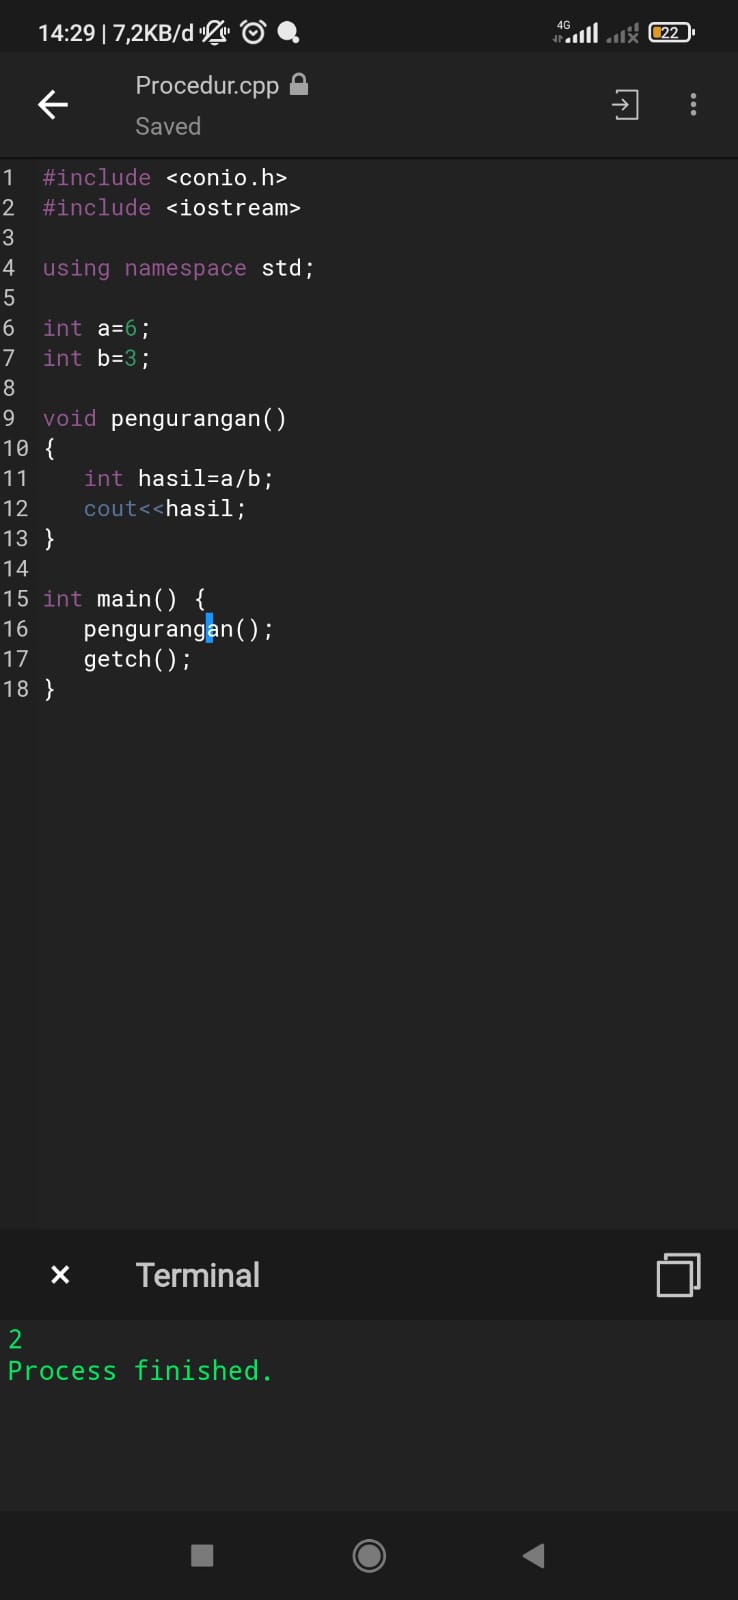 14:29 | 7,2KB/d 4G 22
Procedur.cpp
Saved
1 #include <conio.h>
2 #include <iostream>
3
4 using namespace std;
5
6 int a=6;
7 int b=3;
8
9 void pengurangan()
10 {
11    int hasil=a/b;
12    cout<<hasil;
13 }
14
15 int main() {
16    pengurangan();
17    getch();
18 }
Terminal
2
Process finished.